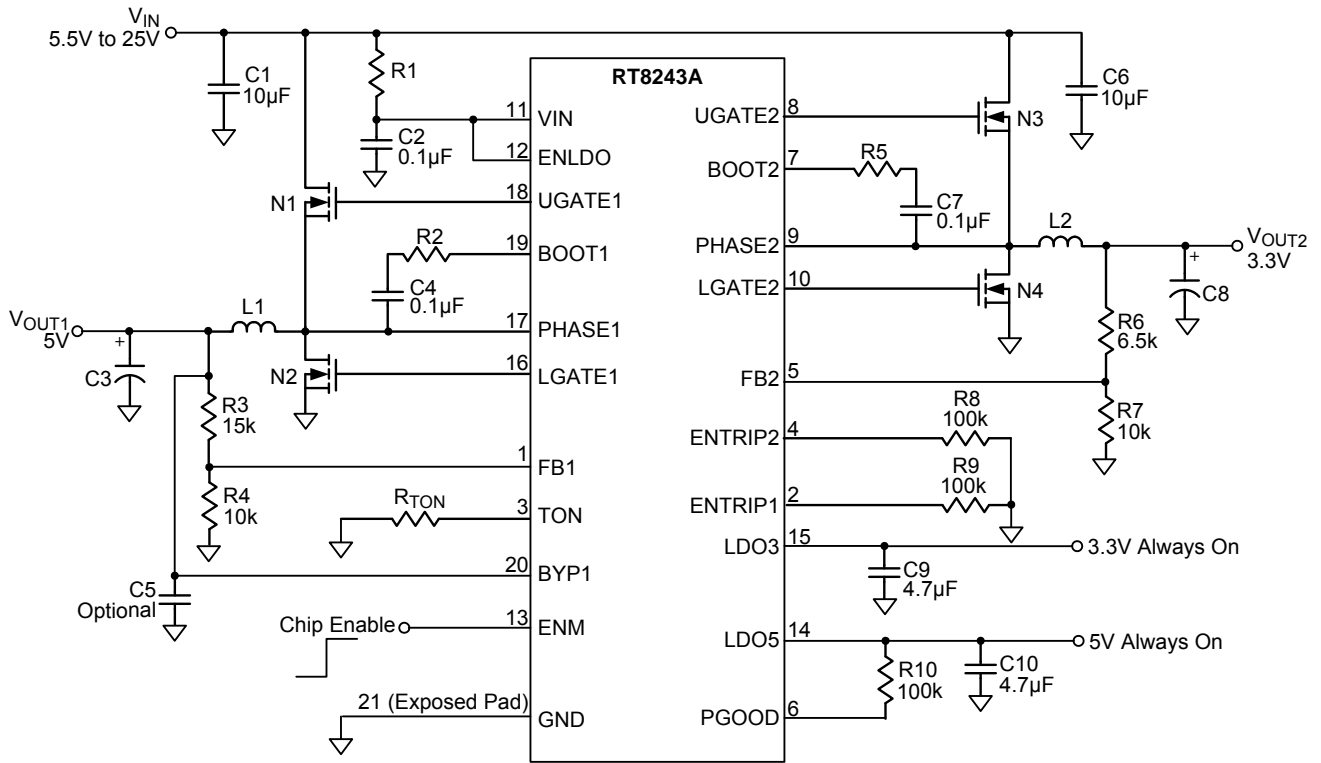 V_IN
5.5V to 25V
C1
10µF
R1
C2
0.1µF
RT8243A
11 VIN
12 ENLDO
18 UGATE1
19 BOOT1
17 PHASE1
16 LGATE1
1 FB1
3 TON
20 BYP1
13 ENM
21 (Exposed Pad) GND
UGATE2 8
BOOT2 7
PHASE2 9
LGATE2 10
FB2 5
ENTRIP2 4
ENTRIP1 2
LDO3 15
LDO5 14
PGOOD 6
N1
R2
C4
0.1µF
L1
V_OUT1
5V
+
C3
N2
R3
15k
R4
10k
R_TON
C5
Optional
Chip Enable
C6
10µF
N3
R5
C7
0.1µF
L2
V_OUT2
3.3V
+
C8
N4
R6
6.5k
R7
10k
R8
100k
R9
100k
3.3V Always On
C9
4.7µF
5V Always On
R10
100k
C10
4.7µF